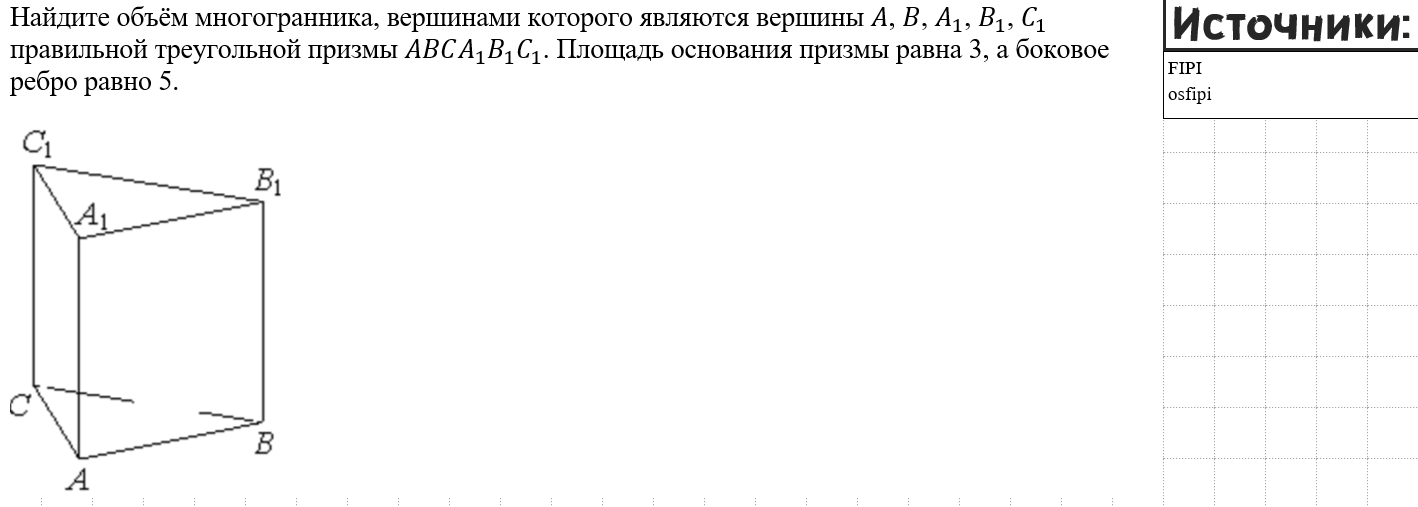 Найдите объём многогранника, вершинами которого являются вершины A, B, A₁, B₁, C₁
правильной треугольной призмы ABCA₁B₁C₁. Площадь основания призмы равна 3, а боковое
ребро равно 5.
Источники:
FIPI
osfipi
C₁
B₁
A₁
C
B
A